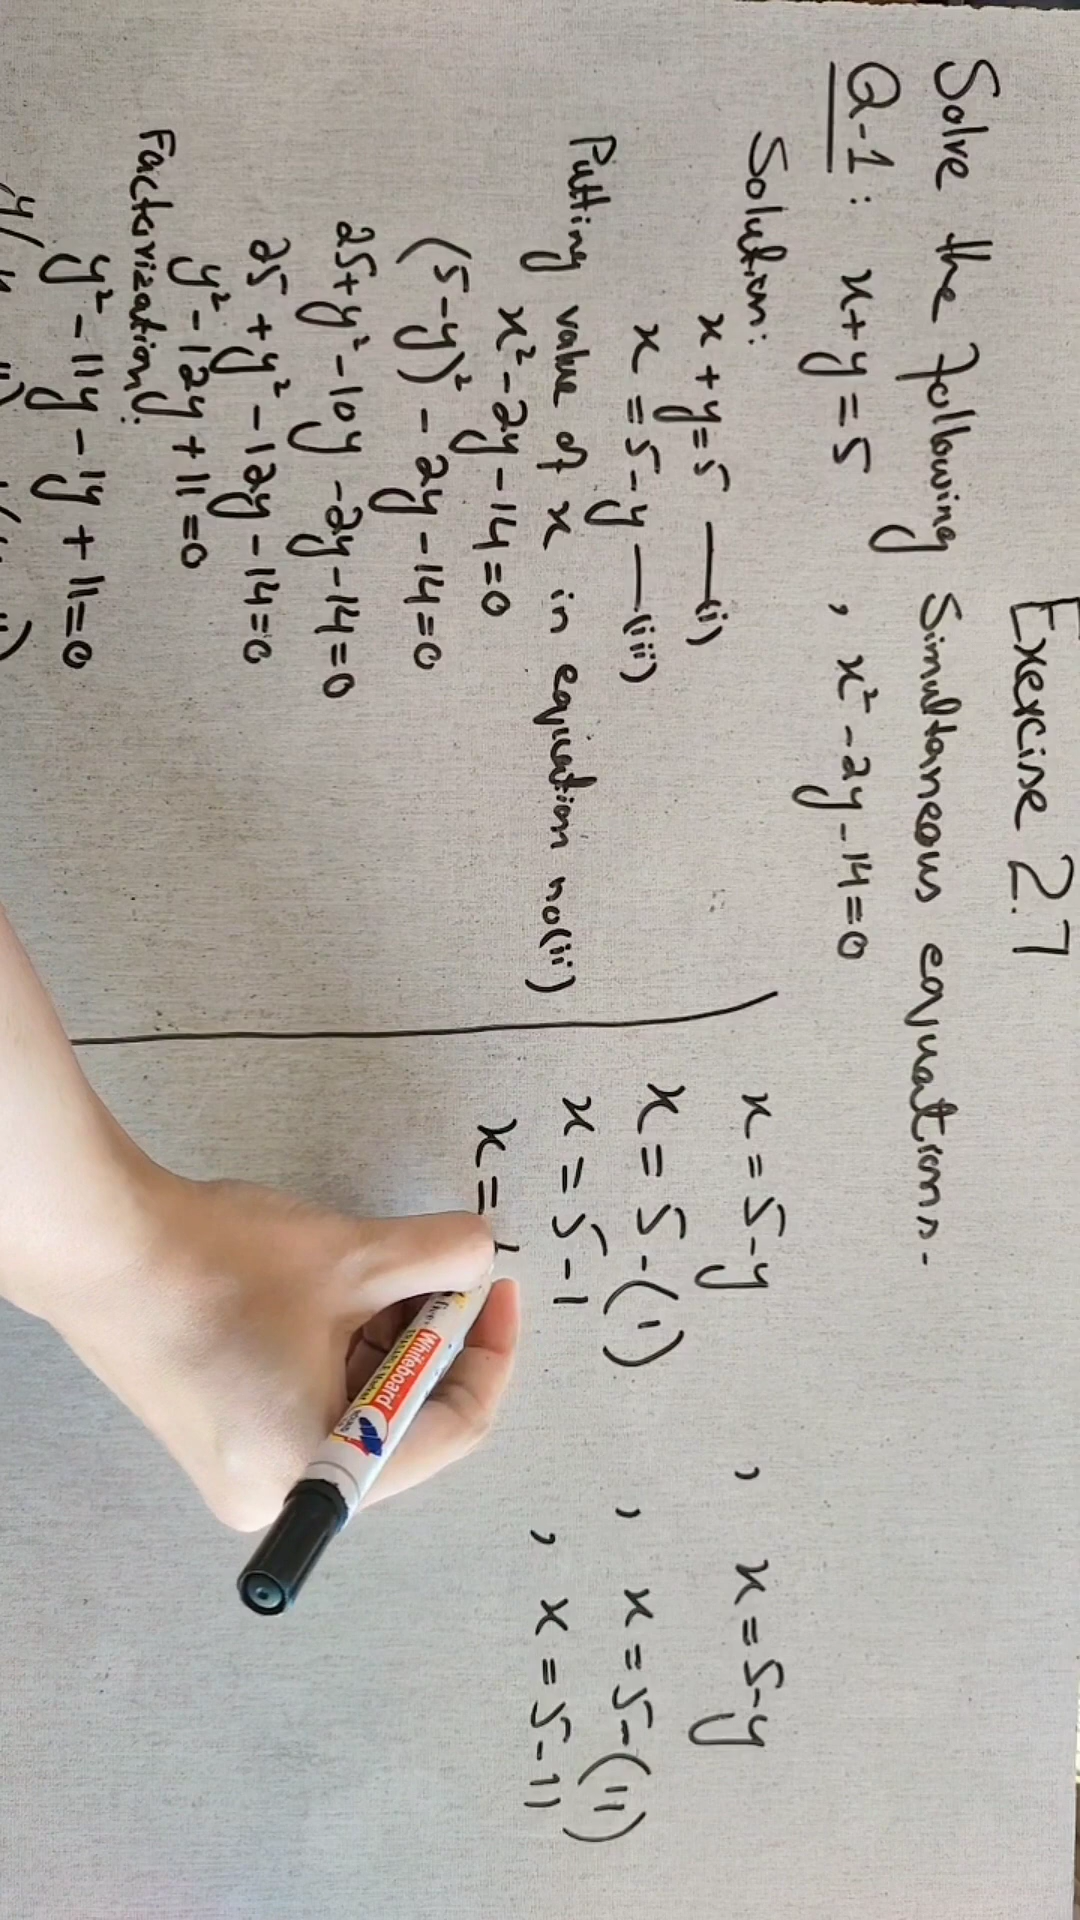 Exercise 2.7
Solve the following Simultaneous equations.
Q-1: x+y=5 , x²-2y-14=0
Solution:
x+y=5 —(i)
x=5-y —(iii)
Putting value of x in equation no(ii)
x²-2y-14=0
(5-y)²-2y-14=0
25+y²-10y-2y-14=0
25+y²-12y-14=0
y²-12y+11=0
Factorization:
y²-11y-1y+11=0
x=5-y , x=5-y
x=5-(1) , x=5-(11)
x=5-1 , x=5-11
x=
Whiteboard